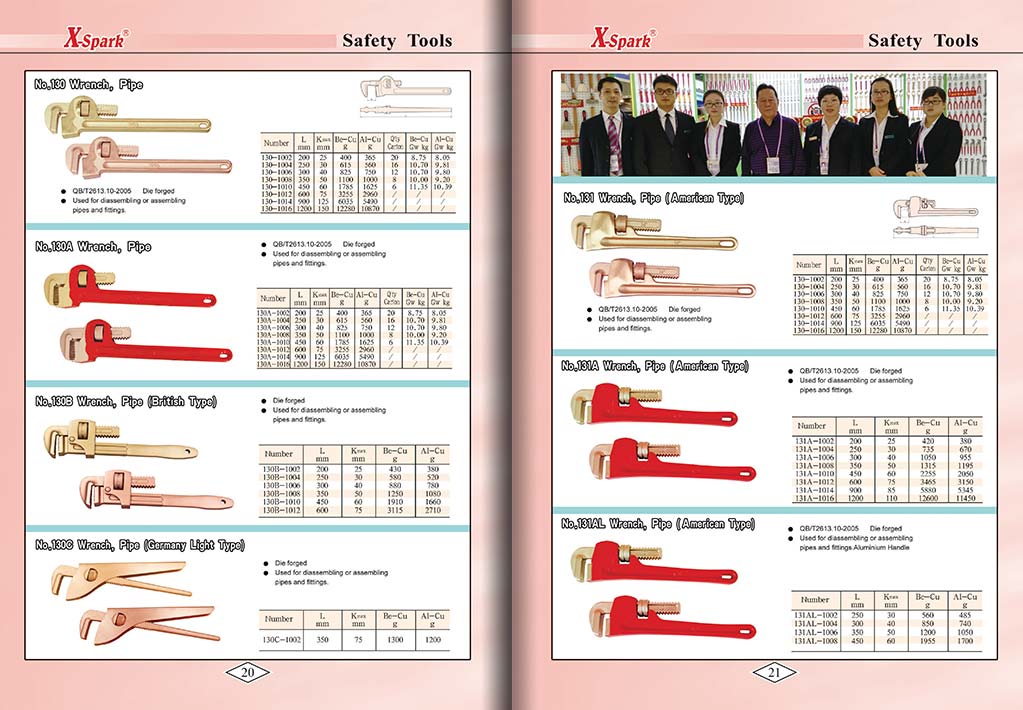 X-Spark®
Safety Tools
No,130 Wrench, Pipe
Number L mm Kmax mm Be-Cu g Al-Cu g Qty Carton Be-Cu Gw kg Al-Cu Gw kg
130-1002 200 25 400 365 20 8.75 8.05
130-1004 250 30 615 560 16 10.70 9.81
130-1006 300 40 825 750 12 10.70 9.80
130-1008 350 50 1100 1000 8 10.00 9.20
130-1010 450 60 1785 1625 6 11.35 10.39
130-1012 600 75 3255 2960 / / /
130-1014 900 125 6035 5490 / / /
130-1016 1200 150 12280 10870 / / /
● QB/T2613.10-2005 Die forged
● Used for diassembling or assembling
pipes and fittings.
No,130A Wrench, Pipe
● QB/T2613.10-2005 Die forged
● Used for diassembling or assembling
pipes and fittings.
Number L mm Kmax mm Be-Cu g Al-Cu g Qty Carton Be-Cu Gw kg Al-Cu Gw kg
130A-1002 200 25 400 365 20 8.75 8.05
130A-1004 250 30 615 560 16 10.70 9.81
130A-1006 300 40 825 750 12 10.70 9.80
130A-1008 350 50 1100 1000 8 10.00 9.20
130A-1010 450 60 1785 1625 6 11.35 10.39
130A-1012 600 75 3255 2960 / / /
130A-1014 900 125 6035 5490 / / /
130A-1016 1200 150 12280 10870 / / /
No,130B Wrench, Pipe (British Type)
● Die forged
● Used for diassembling or assembling
pipes and fittings.
Number L mm Kmax mm Be-Cu g Al-Cu g
130B-1002 200 25 430 380
130B-1004 250 30 580 520
130B-1006 300 40 880 780
130B-1008 350 50 1250 1080
130B-1010 450 60 1910 1660
130B-1012 600 75 3115 2710
No,130C Wrench, Pipe (Germany Light Type)
● Die forged
● Used for diassembling or assembling
pipes and fittings.
Number L mm Kmax mm Be-Cu g Al-Cu g
130C-1002 350 75 1300 1200
20
X-Spark®
Safety Tools
No,131 Wrench, Pipe (American Type)
Number L mm Kmax mm Be-Cu g Al-Cu g Qty Carton Be-Cu Gw kg Al-Cu Gw kg
130-1002 200 25 400 365 20 8.75 8.05
130-1004 250 30 615 560 16 10.70 9.81
130-1006 300 40 825 750 12 10.70 9.80
130-1008 350 50 1100 1000 8 10.00 9.20
130-1010 450 60 1785 1625 6 11.35 10.39
130-1012 600 75 3255 2960 / / /
130-1014 900 125 6035 5490 / / /
130-1016 1200 150 12280 10870 / / /
● QB/T2613.10-2005 Die forged
● Used for diassembling or assembling
pipes and fittings.
No,131A Wrench, Pipe (American Type)
● QB/T2613.10-2005 Die forged
● Used for diassembling or assembling
pipes and fittings.
Number L mm Kmax mm Be-Cu g Al-Cu g
131A-1002 200 25 420 380
131A-1004 250 30 735 670
131A-1006 300 40 1050 955
131A-1008 350 50 1315 1195
131A-1010 450 60 2255 2050
131A-1012 600 75 3465 3150
131A-1014 900 85 5880 5345
131A-1016 1200 110 12600 11450
No,131AL Wrench, Pipe (American Type)
● QB/T2613.10-2005 Die forged
● Used for diassembling or assembling
pipes and fittings.Aluminium Handle
Number L mm Kmax mm Be-Cu g Al-Cu g
131AL-1002 250 30 560 485
131AL-1004 300 40 850 740
131AL-1006 350 50 1200 1050
131AL-1008 450 60 1955 1700
21